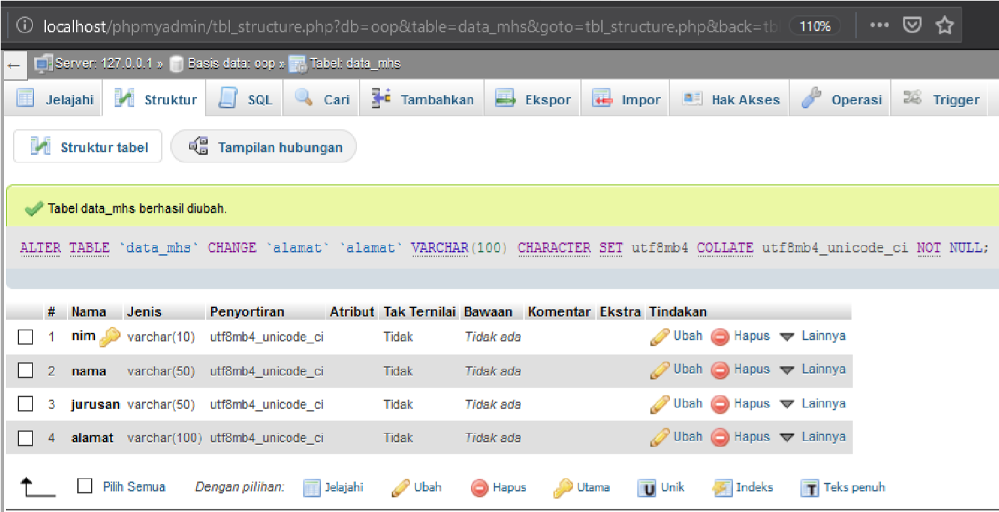 localhost/phpmyadmin/tbl_structure.php?db=oop&table=data_mhs&goto=tbl_structure.php&back=tbl 110%
Server: 127.0.0.1 » Basis data: oop » Tabel: data_mhs
Jelajahi Struktur SQL Cari Tambahkan Ekspor Impor Hak Akses Operasi Trigger
Struktur tabel Tampilan hubungan
Tabel data_mhs berhasil diubah.
ALTER TABLE `data_mhs` CHANGE `alamat` `alamat` VARCHAR(100) CHARACTER SET utf8mb4 COLLATE utf8mb4_unicode_ci NOT NULL;
# Nama Jenis Penyortiran Atribut Tak Ternilai Bawaan Komentar Ekstra Tindakan
1 nim varchar(10) utf8mb4_unicode_ci Tidak Tidak ada Ubah Hapus Lainnya
2 nama varchar(50) utf8mb4_unicode_ci Tidak Tidak ada Ubah Hapus Lainnya
3 jurusan varchar(50) utf8mb4_unicode_ci Tidak Tidak ada Ubah Hapus Lainnya
4 alamat varchar(100) utf8mb4_unicode_ci Tidak Tidak ada Ubah Hapus Lainnya
Pilih Semua Dengan pilihan: Jelajahi Ubah Hapus Utama Unik Indeks Teks penuh